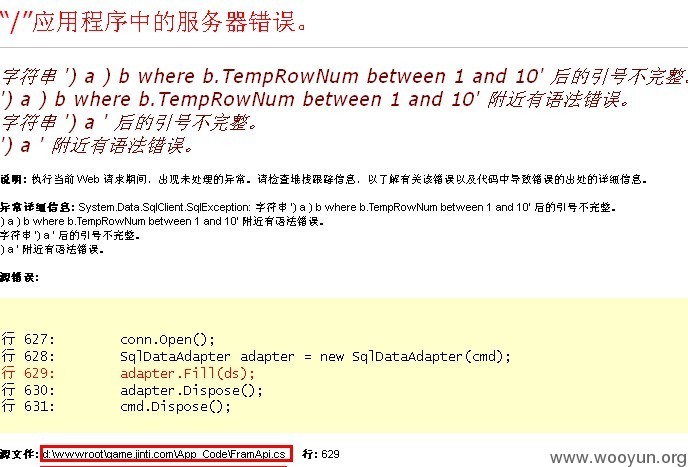 “/”应用程序中的服务器错误。
字符串 ') a ) b where b.TempRowNum between 1 and 10' 后的引号不完整。
') a ) b where b.TempRowNum between 1 and 10' 附近有语法错误。
字符串 ') a ' 后的引号不完整。
') a ' 附近有语法错误。
说明: 执行当前 Web 请求期间，出现未处理的异常。请检查堆栈跟踪信息，以了解有关该错误以及代码中导致错误的出处的详细信息。
异常详细信息: System.Data.SqlClient.SqlException: 字符串 ') a ) b where b.TempRowNum between 1 and 10' 后的引号不完整。
') a ) b where b.TempRowNum between 1 and 10' 附近有语法错误。
字符串 ') a ' 后的引号不完整。
') a ' 附近有语法错误。
源错误:
行 627: conn.Open();
行 628: SqlDataAdapter adapter = new SqlDataAdapter(cmd);
行 629: adapter.Fill(ds);
行 630: adapter.Dispose();
行 631: cmd.Dispose();
源文件: d:\wwwroot\game.jinti.com\App_Code\FramApi.cs 行: 629
www.wooyun.org